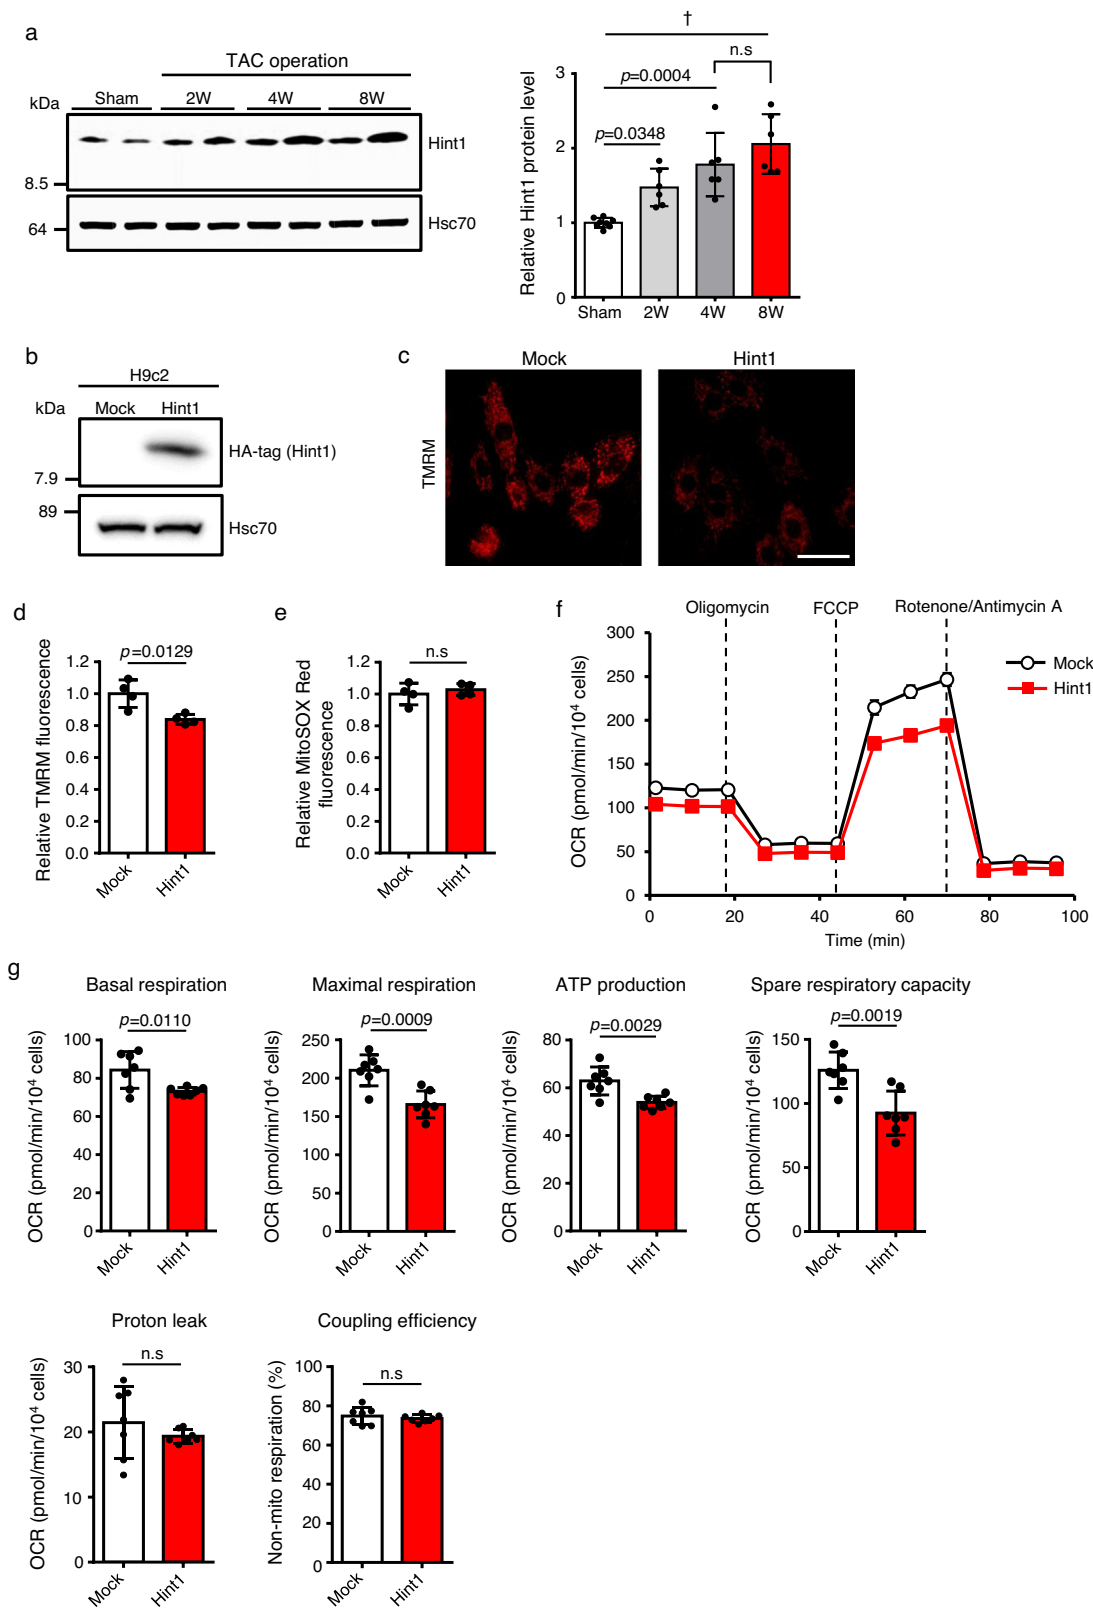 a
TAC operation
kDa
Sham
2W
4W
8W
Hint1
8.5
Hsc70
64
†
n.s
p=0.0004
p=0.0348
Relative Hint1 protein level
3
2
1
0
Sham
2W
4W
8W
b
H9c2
kDa
Mock
Hint1
HA-tag (Hint1)
7.9
89
Hsc70
c
Mock
Hint1
TMRM
d
p=0.0129
Relative TMRM fluorescence
1.2
1.0
0.8
0.6
0.4
0.2
0.0
Mock
Hint1
e
n.s
Relative MitoSOX Red
fluorescence
1.2
1.0
0.8
0.6
0.4
0.2
0.0
Mock
Hint1
f
Oligomycin
FCCP
Rotenone/Antimycin A
OCR (pmol/min/10⁴ cells)
300
250
200
150
100
50
0
0
20
40
60
80
100
Time (min)
Mock
Hint1
g
Basal respiration
p=0.0110
OCR (pmol/min/10⁴ cells)
100
80
60
40
20
0
Mock
Hint1
Maximal respiration
p=0.0009
OCR (pmol/min/10⁴ cells)
250
200
150
100
50
0
Mock
Hint1
ATP production
p=0.0029
OCR (pmol/min/10⁴ cells)
80
60
40
20
0
Mock
Hint1
Spare respiratory capacity
p=0.0019
OCR (pmol/min/10⁴ cells)
150
100
50
0
Mock
Hint1
Proton leak
n.s
OCR (pmol/min/10⁴ cells)
30
20
10
0
Mock
Hint1
Coupling efficiency
n.s
Non-mito respiration (%)
100
80
60
40
20
0
Mock
Hint1